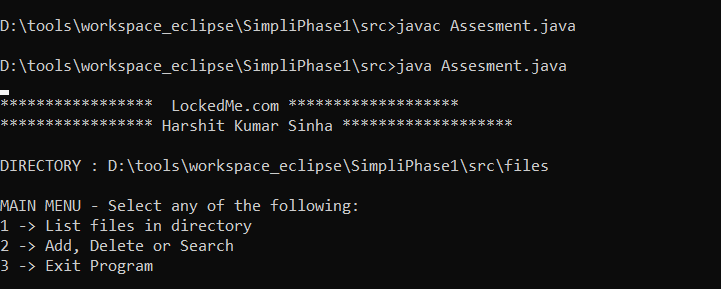 D:\tools\workspace_eclipse\SimpliPhase1\src>javac Assesment.java
D:\tools\workspace_eclipse\SimpliPhase1\src>java Assesment.java
***************** LockedMe.com *******************
***************** Harshit Kumar Sinha *******************
DIRECTORY : D:\tools\workspace_eclipse\SimpliPhase1\src\files
MAIN MENU - Select any of the following:
1 -> List files in directory
2 -> Add, Delete or Search
3 -> Exit Program